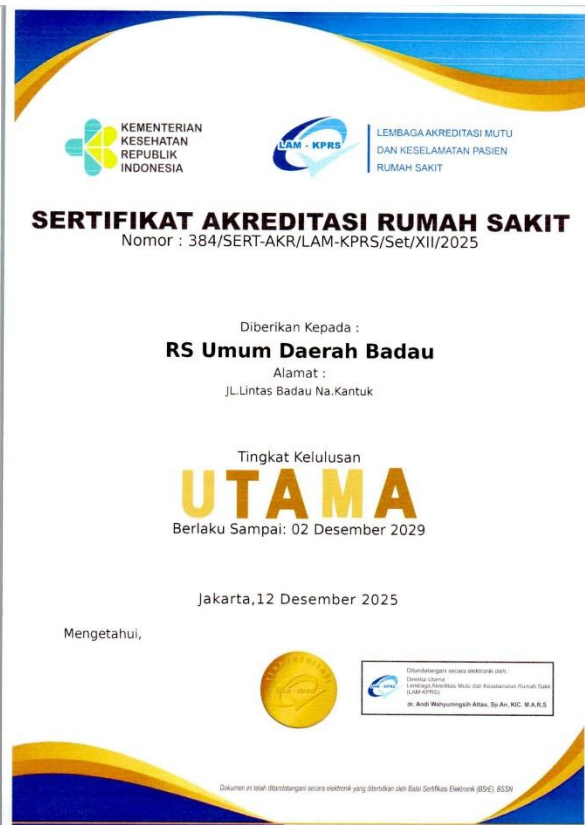 KEMENTERIAN
KESEHATAN
REPUBLIK
INDONESIA
LAM - KPRS
LEMBAGA AKREDITASI MUTU
DAN KESELAMATAN PASIEN
RUMAH SAKIT
SERTIFIKAT AKREDITASI RUMAH SAKIT
Nomor : 384/SERT-AKR/LAM-KPRS/Set/XII/2025
Diberikan Kepada :
RS Umum Daerah Badau
Alamat :
JL.Lintas Badau Na.Kantuk
Tingkat Kelulusan
UTAMA
Berlaku Sampai: 02 Desember 2029
Jakarta,12 Desember 2025
Mengetahui,
LAM - KPRS
Ditandatangani secara elektronik oleh :
Direktur Utama
Lembaga Akreditasi Mutu dan Keselamatan Rumah Sakit
(LAM-KPRS)
dr. Andi Wahyuningsih Attas, Sp.An, KIC, M.A.R.S
Dokumen ini telah ditandatangani secara elektronik yang diterbitkan oleh Balai Sertifikasi Elektronik (BSrE), BSSN